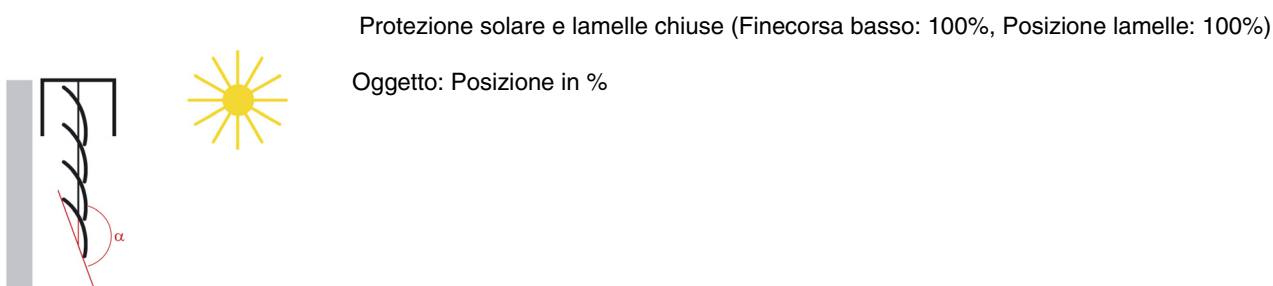 Protezione solare e lamelle chiuse (Finecorsa basso: 100%, Posizione lamelle: 100%)
Oggetto: Posizione in %
α